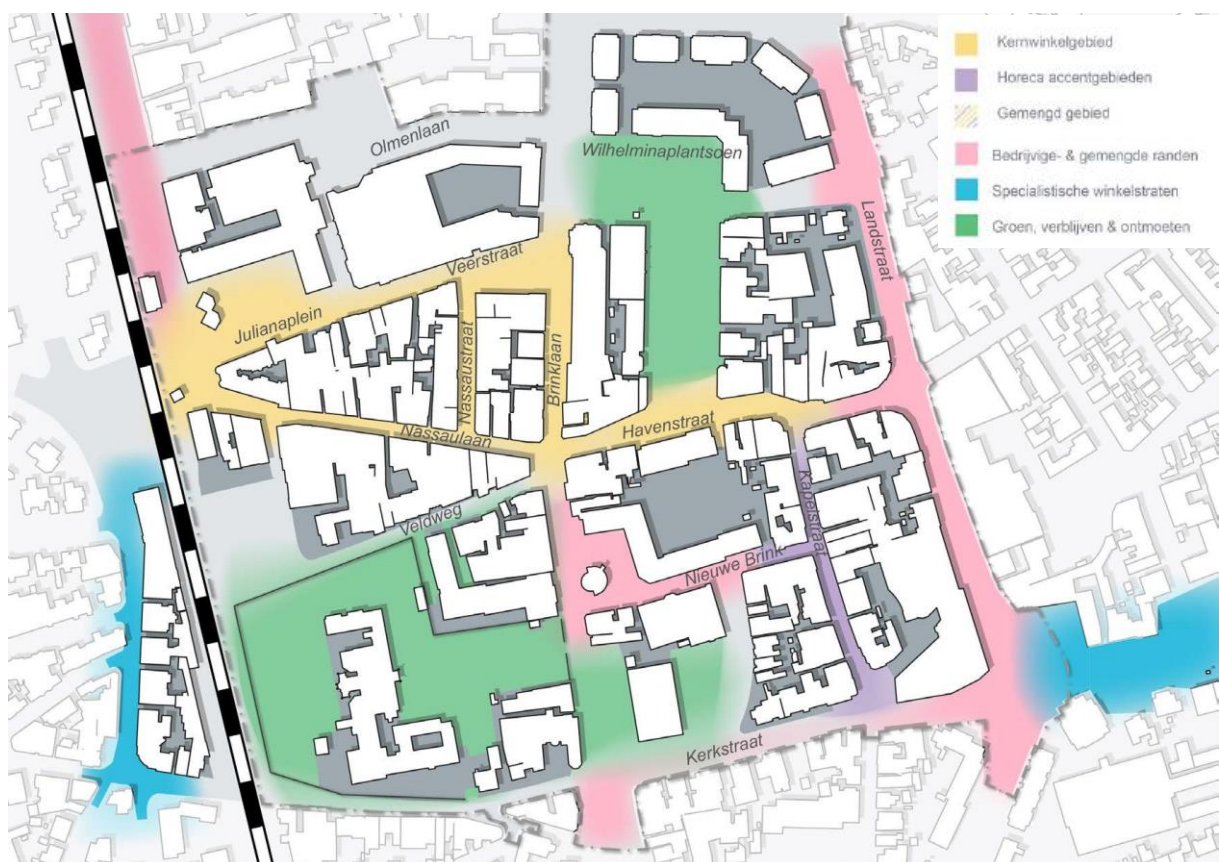 Kernwinkelgebied
Horeca accentgebieden
Gemengd gebied
Bedrijvige- & gemengde randen
Specialistische winkelstraten
Groen, verblijven & ontmoeten
Olmenlaan
Wilhelminaplantsoen
Landstraat
Veerstraat
Julianaplein
Nassaustraat
Brinklaan
Nassaulaan
Havenstraat
Kapelstraat
Veldweg
Nieuwe Brink
Kerkstraat